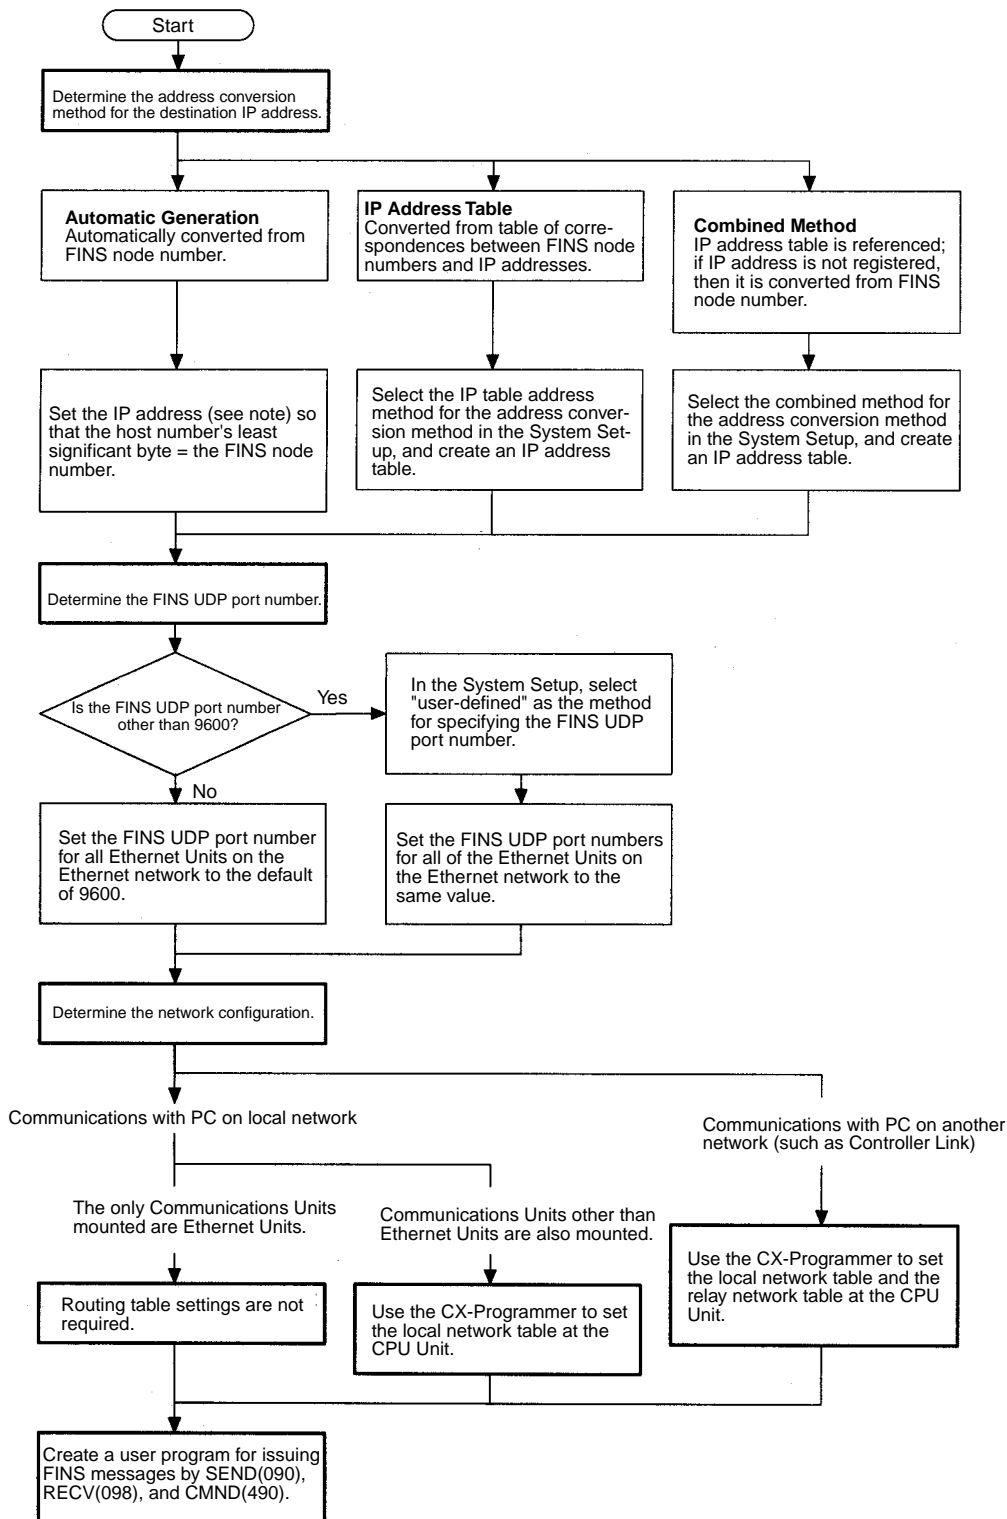 Start
Determine the address conversion
method for the destination IP address.
Automatic Generation
Automatically converted from
FINS node number.
IP Address Table
Converted from table of corre-
spondences between FINS node
numbers and IP addresses.
Combined Method
IP address table is referenced;
if IP address is not registered,
then it is converted from FINS
node number.
Set the IP address (see note) so
that the host number's least
significant byte = the FINS node
number.
Select the IP table address
method for the address conver-
sion method in the System Set-
up, and create an IP address
table.
Select the combined method for
the address conversion method
in the System Setup, and create
an IP address table.
Determine the FINS UDP port number.
Is the FINS UDP port number
other than 9600?
Yes
In the System Setup, select
"user-defined" as the method
for specifying the FINS UDP
port number.
No
Set the FINS UDP port number
for all Ethernet Units on the
Ethernet network to the default
of 9600.
Set the FINS UDP port numbers
for all of the Ethernet Units on
the Ethernet network to the
same value.
Determine the network configuration.
Communications with PC on local network
Communications with PC on another
network (such as Controller Link)
The only Communications Units
mounted are Ethernet Units.
Communications Units other than
Ethernet Units are also mounted.
Routing table settings are not
required.
Use the CX-Programmer to set
the local network table at the
CPU Unit.
Use the CX-Programmer to set
the local network table and the
relay network table at the CPU
Unit.
Create a user program for issuing
FINS messages by SEND(090),
RECV(098), and CMND(490).